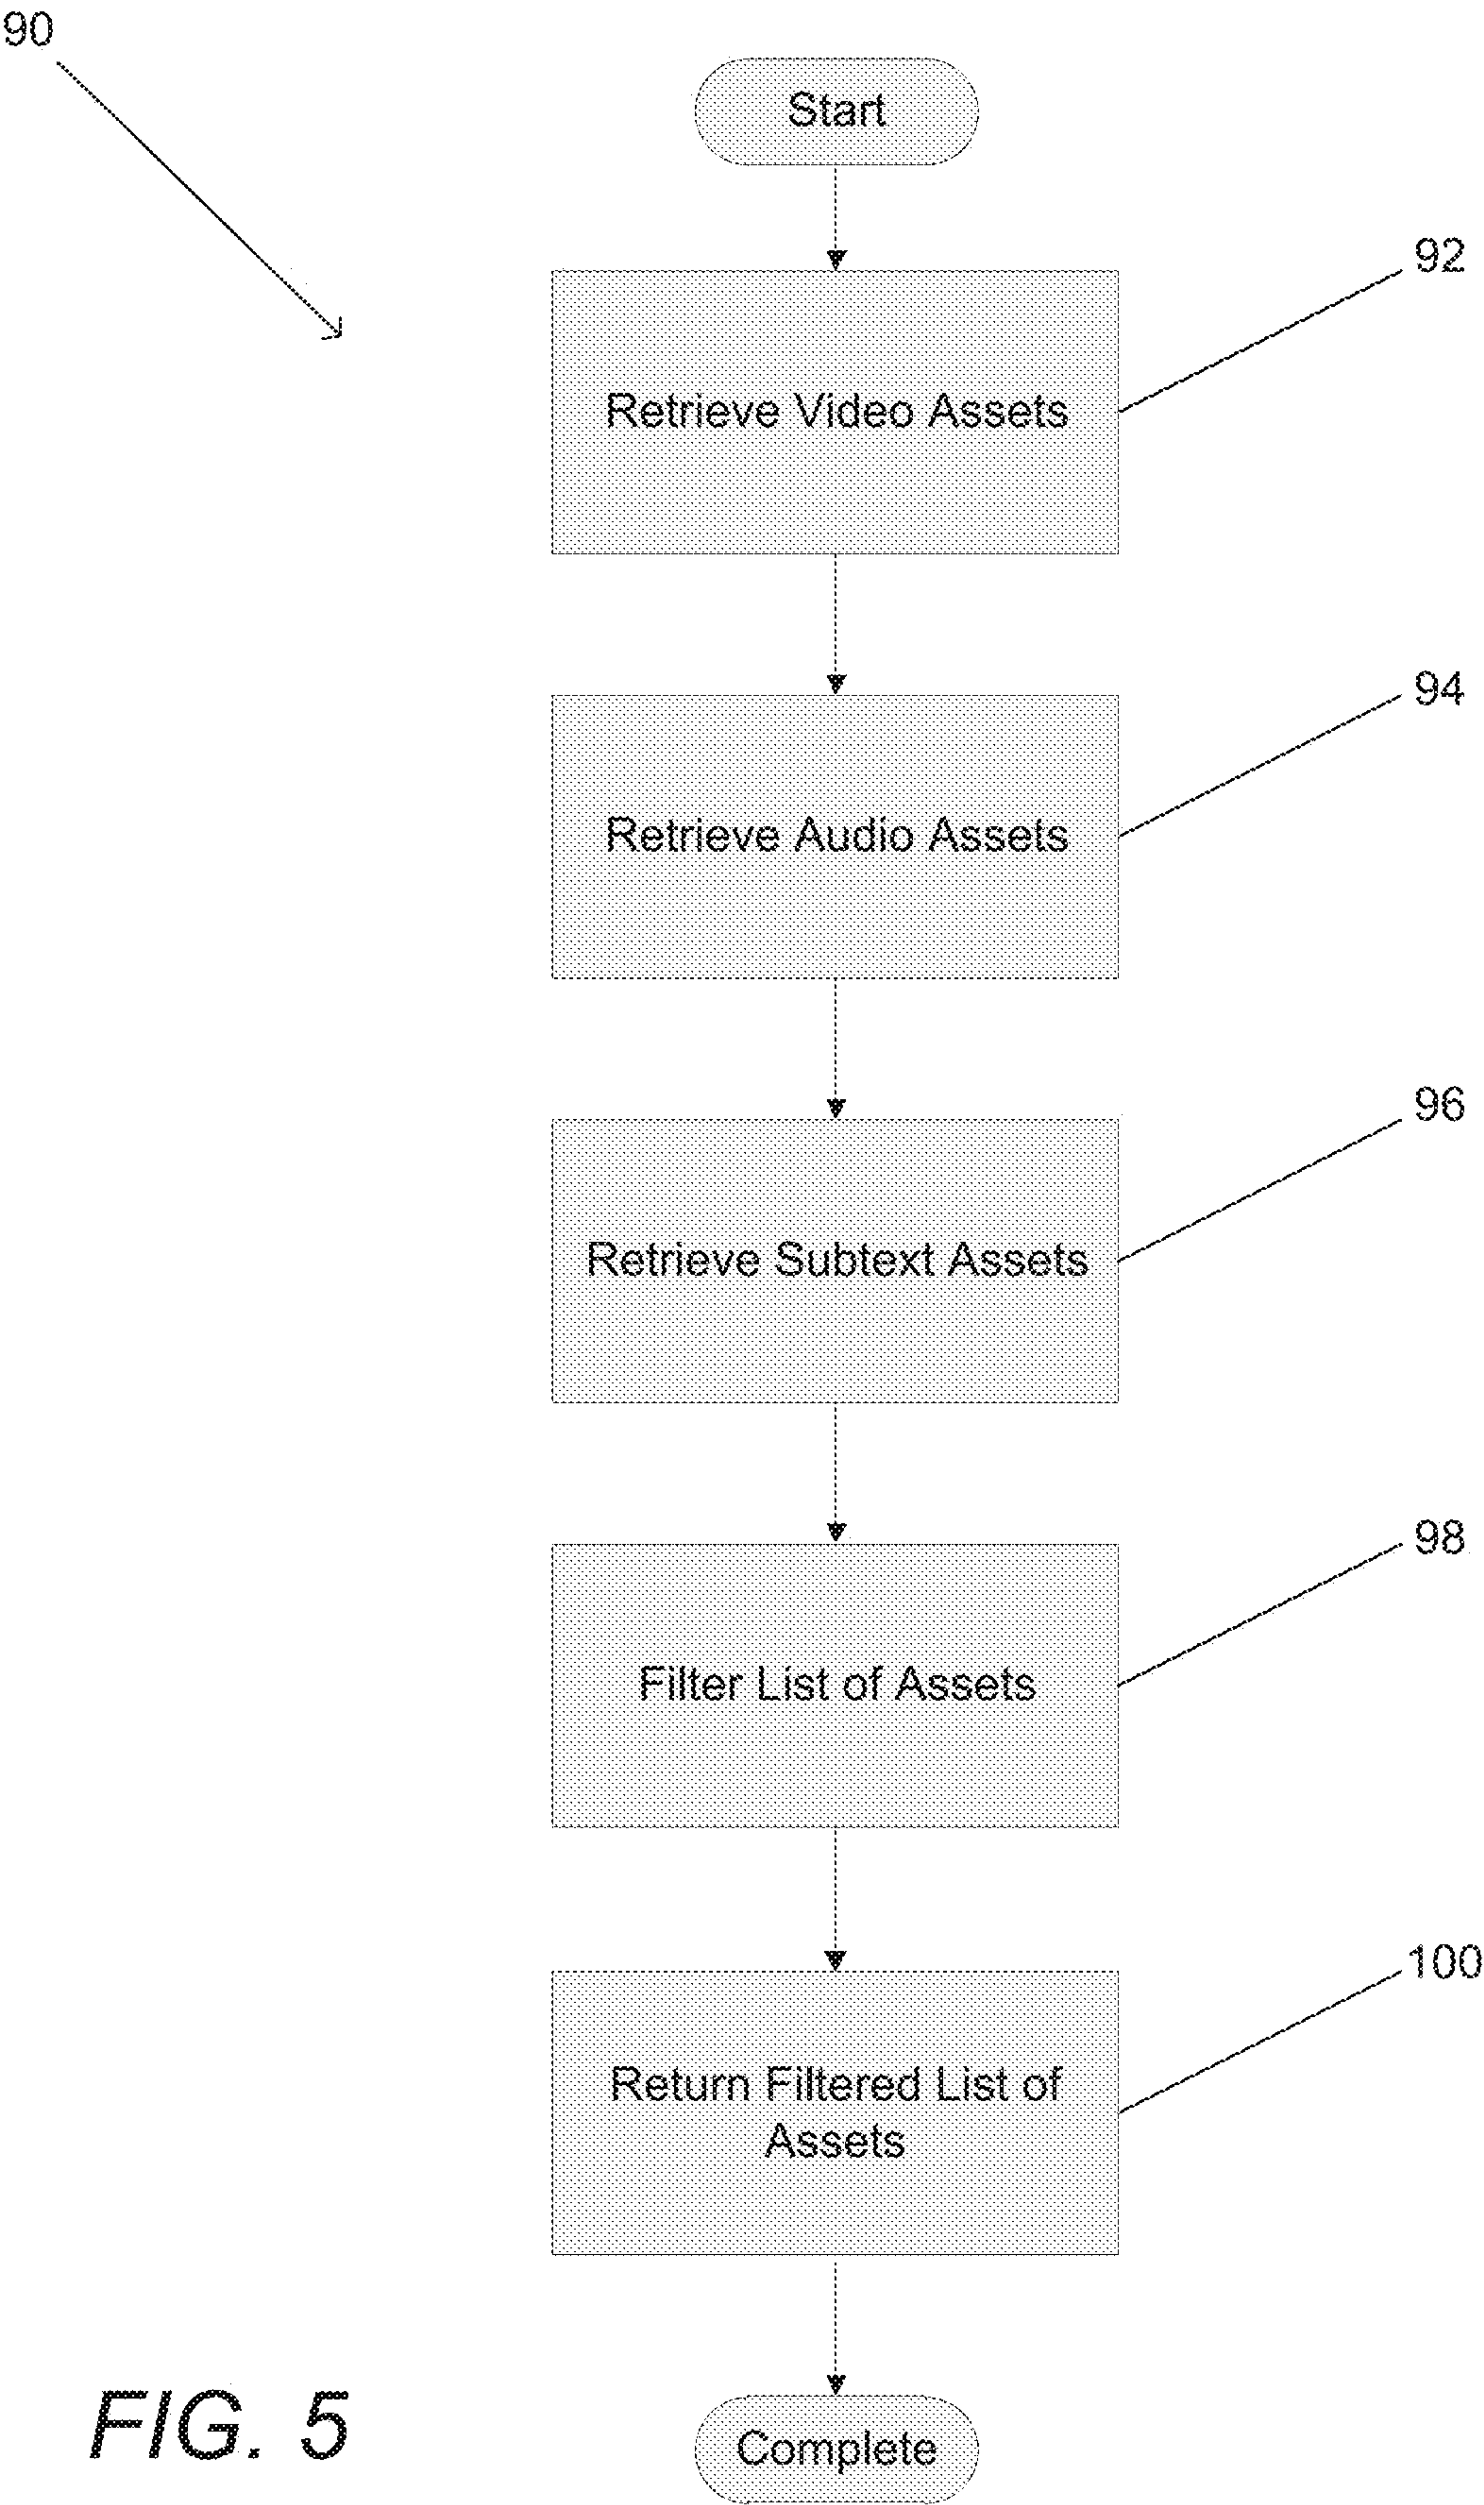 90
Start
92
Retrieve Video Assets
94
Retrieve Audio Assets
96
Retrieve Subtext Assets
98
Filter List of Assets
100
Return Filtered List of
Assets
Complete
FIG. 5